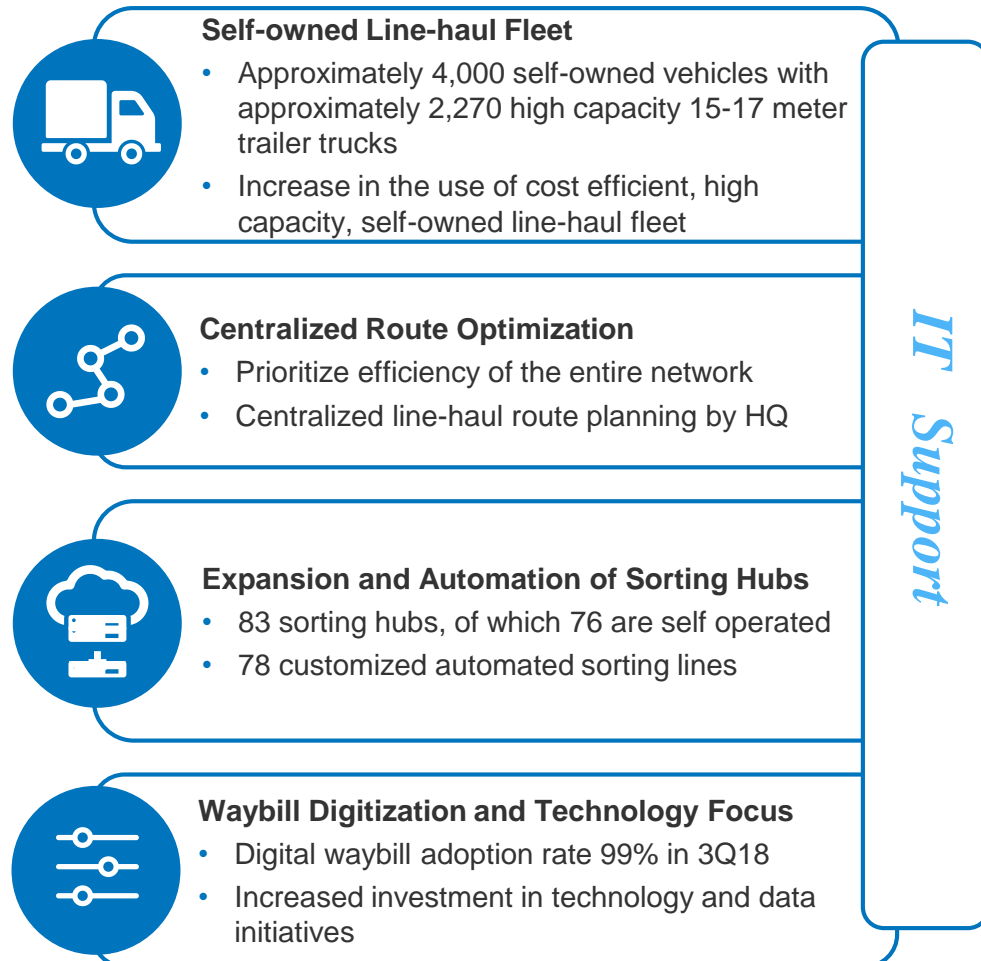 Self-owned Line-haul Fleet
• Approximately 4,000 self-owned vehicles with
approximately 2,270 high capacity 15-17 meter
trailer trucks
• Increase in the use of cost efficient, high
capacity, self-owned line-haul fleet
Centralized Route Optimization
• Prioritize efficiency of the entire network
• Centralized line-haul route planning by HQ
Expansion and Automation of Sorting Hubs
• 83 sorting hubs, of which 76 are self operated
• 78 customized automated sorting lines
Waybill Digitization and Technology Focus
• Digital waybill adoption rate 99% in 3Q18
• Increased investment in technology and data
initiatives
IT Support